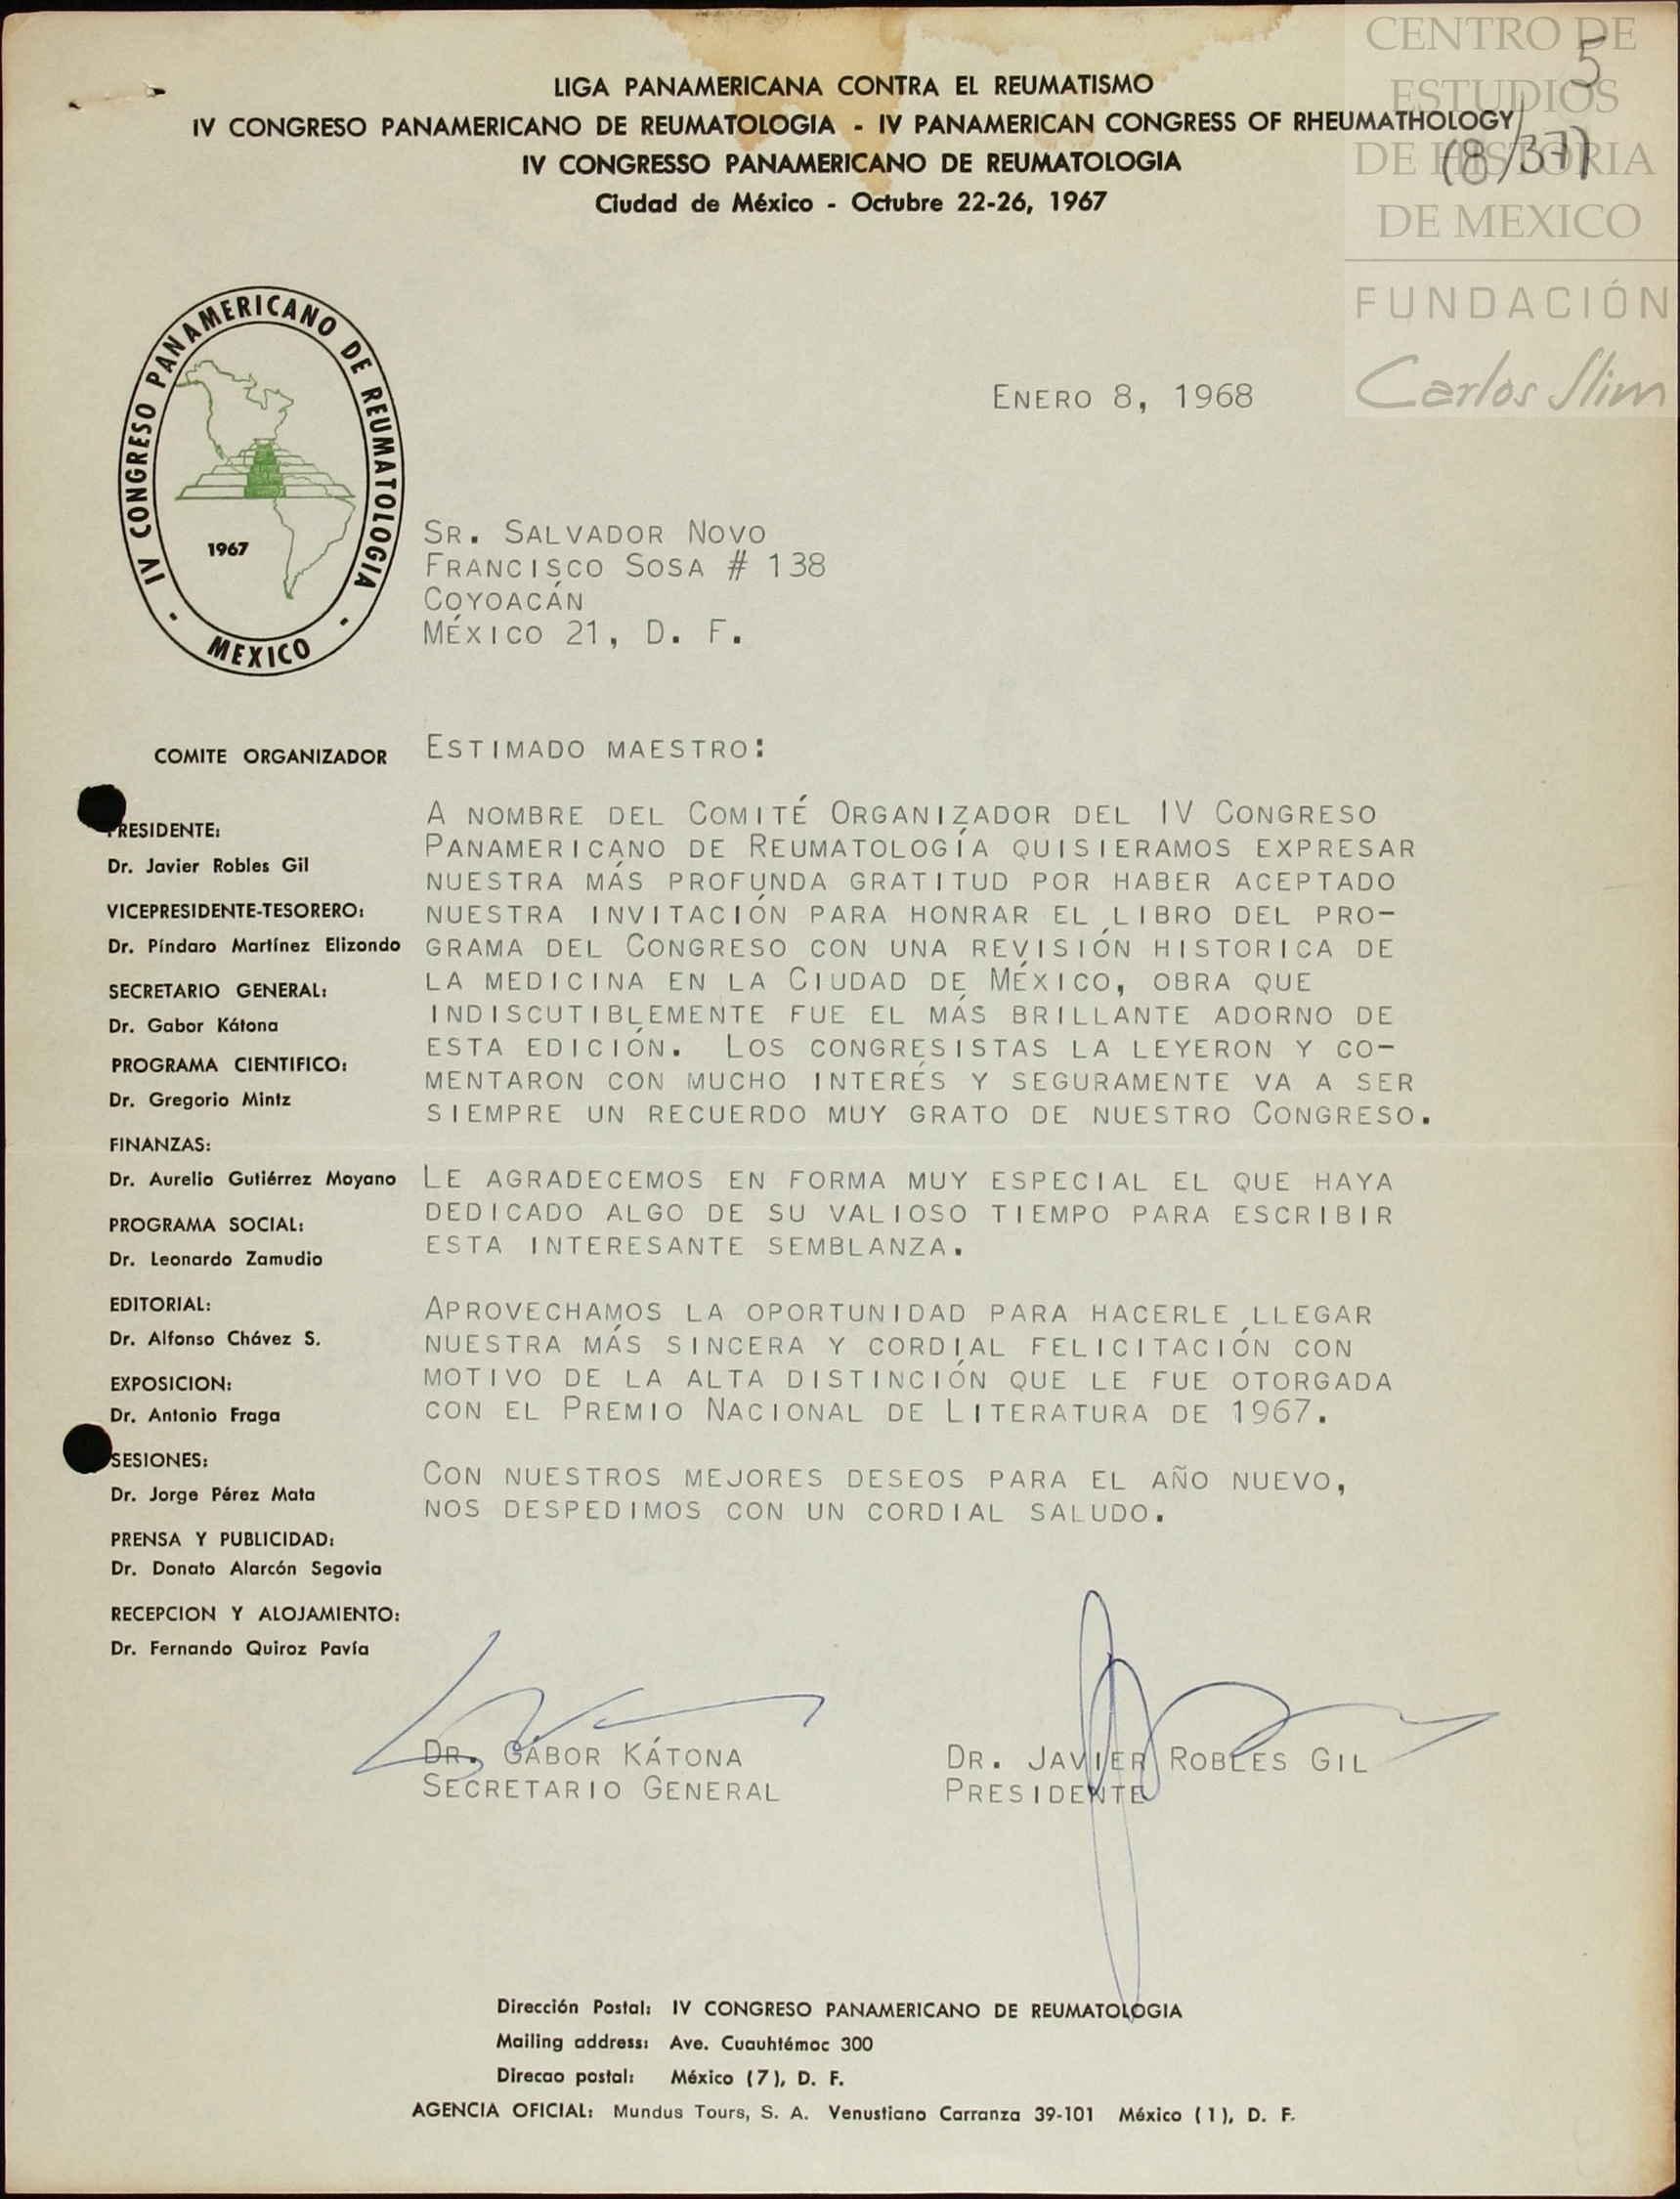 LIGA PANAMERICANA CONTRA EL REUMATISMO
IV CONGRESO PANAMERICANO DE REUMATOLOGIA - IV PANAMERICAN CONGRESS OF RHEUMATHOLOGY
IV CONGRESSO PANAMERICANO DE REUMATOLOGIA
Ciudad de México - Octubre 22-26, 1967
CENTRO DE
ESTUDIOS
DE HISTORIA
DE MEXICO
FUNDACIÓN
Carlos Slim
5
(8/37)
IV CONGRESO PANAMERICANO DE REUMATOLOGIA · MEXICO ·
1967
ENERO 8, 1968
SR. SALVADOR NOVO
FRANCISCO SOSA # 138
COYOACÁN
MÉXICO 21, D. F.
ESTIMADO MAESTRO:
A NOMBRE DEL COMITÉ ORGANIZADOR DEL IV CONGRESO
PANAMERICANO DE REUMATOLOGÍA QUISIERAMOS EXPRESAR
NUESTRA MÁS PROFUNDA GRATITUD POR HABER ACEPTADO
NUESTRA INVITACIÓN PARA HONRAR EL LIBRO DEL PRO-
GRAMA DEL CONGRESO CON UNA REVISIÓN HISTORICA DE
LA MEDICINA EN LA CIUDAD DE MÉXICO, OBRA QUE
INDISCUTIBLEMENTE FUE EL MÁS BRILLANTE ADORNO DE
ESTA EDICIÓN. LOS CONGRESISTAS LA LEYERON Y CO-
MENTARON CON MUCHO INTERÉS Y SEGURAMENTE VA A SER
SIEMPRE UN RECUERDO MUY GRATO DE NUESTRO CONGRESO.
LE AGRADECEMOS EN FORMA MUY ESPECIAL EL QUE HAYA
DEDICADO ALGO DE SU VALIOSO TIEMPO PARA ESCRIBIR
ESTA INTERESANTE SEMBLANZA.
APROVECHAMOS LA OPORTUNIDAD PARA HACERLE LLEGAR
NUESTRA MÁS SINCERA Y CORDIAL FELICITACIÓN CON
MOTIVO DE LA ALTA DISTINCIÓN QUE LE FUE OTORGADA
CON EL PREMIO NACIONAL DE LITERATURA DE 1967.
CON NUESTROS MEJORES DESEOS PARA EL AÑO NUEVO,
NOS DESPEDIMOS CON UN CORDIAL SALUDO.
DR. GÁBOR KÁTONA
SECRETARIO GENERAL
DR. JAVIER ROBLES GIL
PRESIDENTE
COMITE ORGANIZADOR
PRESIDENTE:
Dr. Javier Robles Gil
VICEPRESIDENTE-TESORERO:
Dr. Píndaro Martínez Elizondo
SECRETARIO GENERAL:
Dr. Gabor Kátona
PROGRAMA CIENTIFICO:
Dr. Gregorio Mintz
FINANZAS:
Dr. Aurelio Gutiérrez Moyano
PROGRAMA SOCIAL:
Dr. Leonardo Zamudio
EDITORIAL:
Dr. Alfonso Chávez S.
EXPOSICION:
Dr. Antonio Fraga
SESIONES:
Dr. Jorge Pérez Mata
PRENSA Y PUBLICIDAD:
Dr. Donato Alarcón Segovia
RECEPCION Y ALOJAMIENTO:
Dr. Fernando Quiroz Pavía
Dirección Postal: IV CONGRESO PANAMERICANO DE REUMATOLOGIA
Mailing address: Ave. Cuauhtémoc 300
Direcao postal: México (7), D. F.
AGENCIA OFICIAL: Mundus Tours, S. A. Venustiano Carranza 39-101 México (1), D. F.